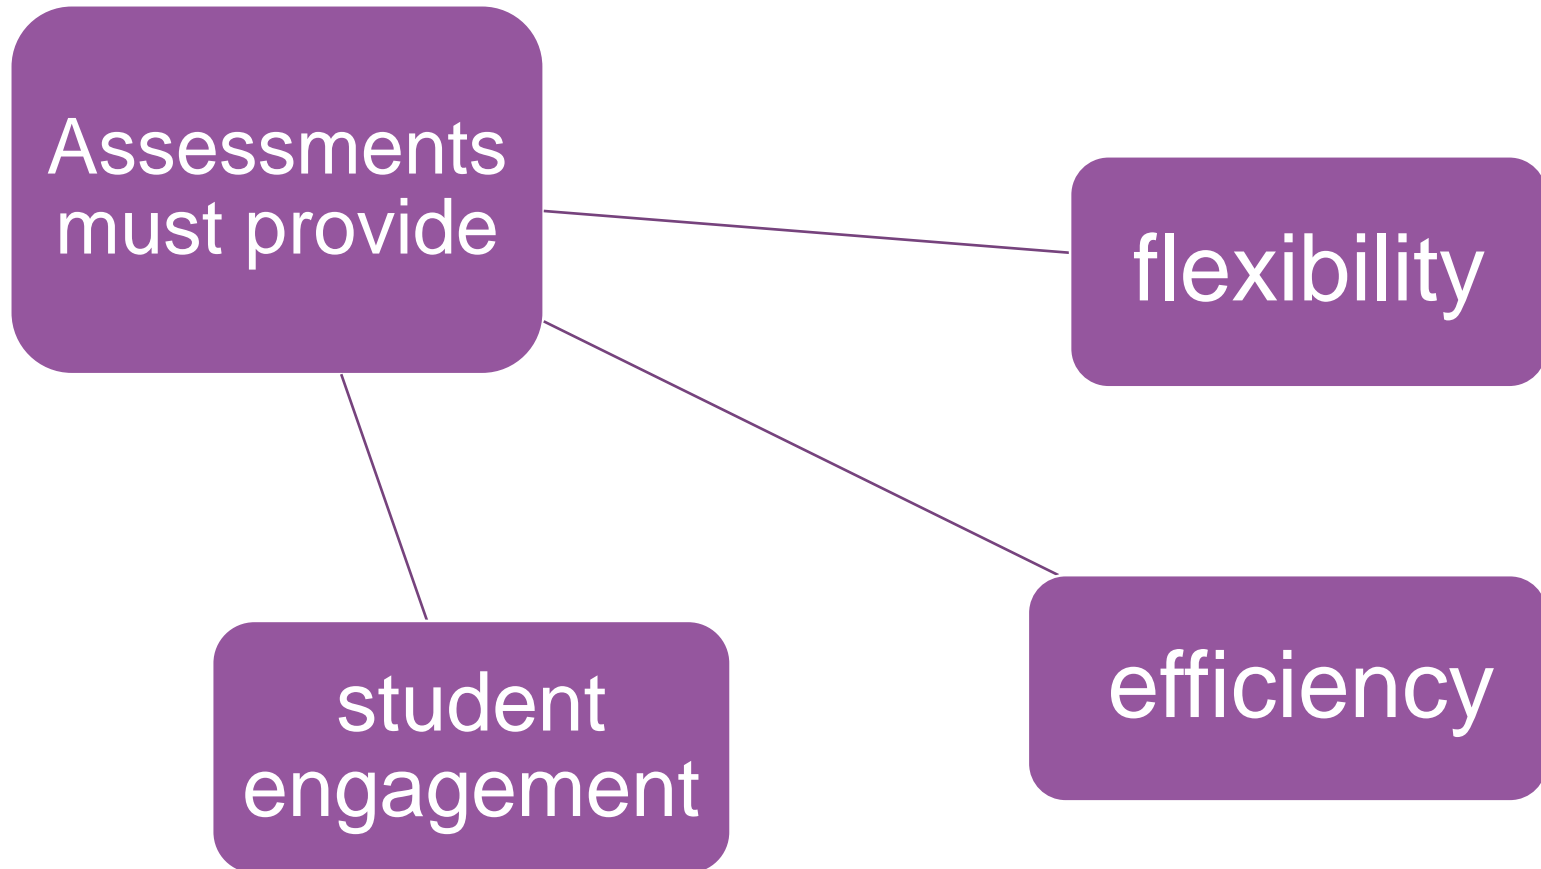 Assessments
must provide
flexibility
efficiency
student
engagement